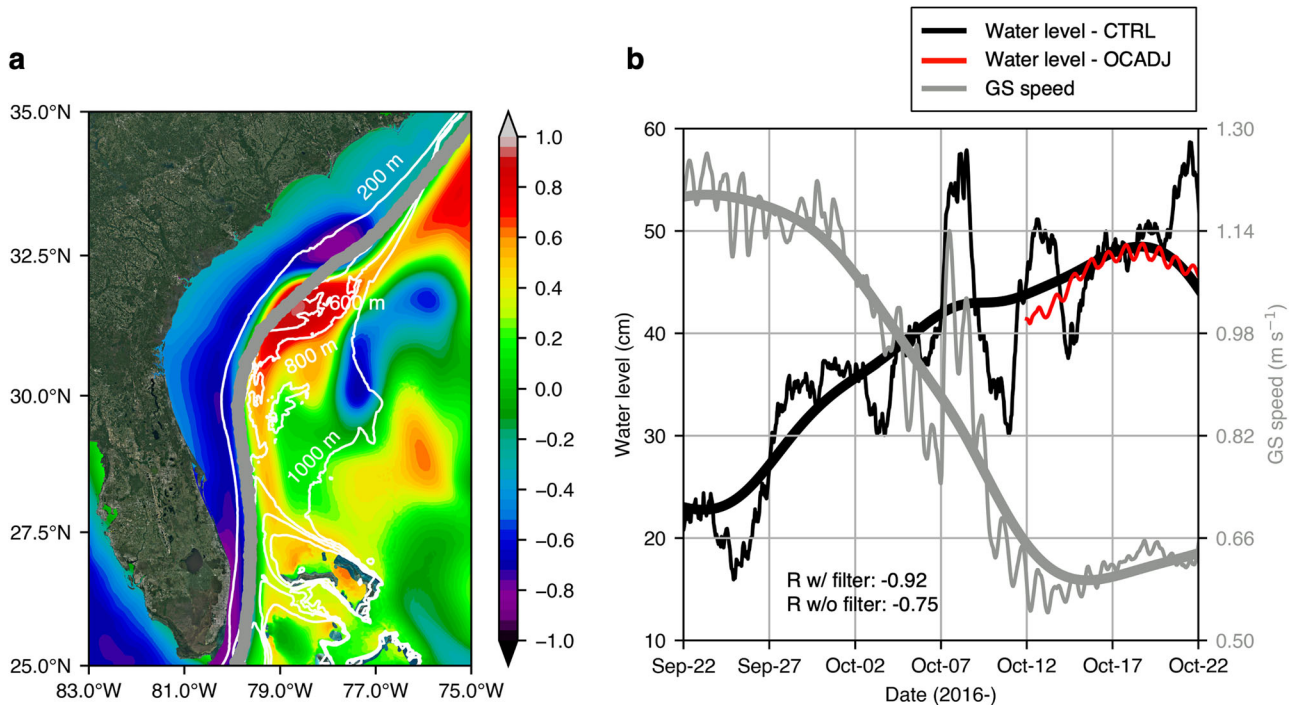 a
35.0°N
32.5°N
30.0°N
27.5°N
25.0°N
83.0°W
81.0°W
79.0°W
77.0°W
75.0°W
200 m
600 m
800 m
1000 m
1.0
0.8
0.6
0.4
0.2
0.0
−0.2
−0.4
−0.6
−0.8
−1.0
b
Water level - CTRL
Water level - OCADJ
GS speed
60
50
40
30
20
10
Water level (cm)
1.30
1.14
0.98
0.82
0.66
0.50
GS speed (m s−1)
R w/ filter: -0.92
R w/o filter: -0.75
Sep-22
Sep-27
Oct-02
Oct-07
Oct-12
Oct-17
Oct-22
Date (2016-)